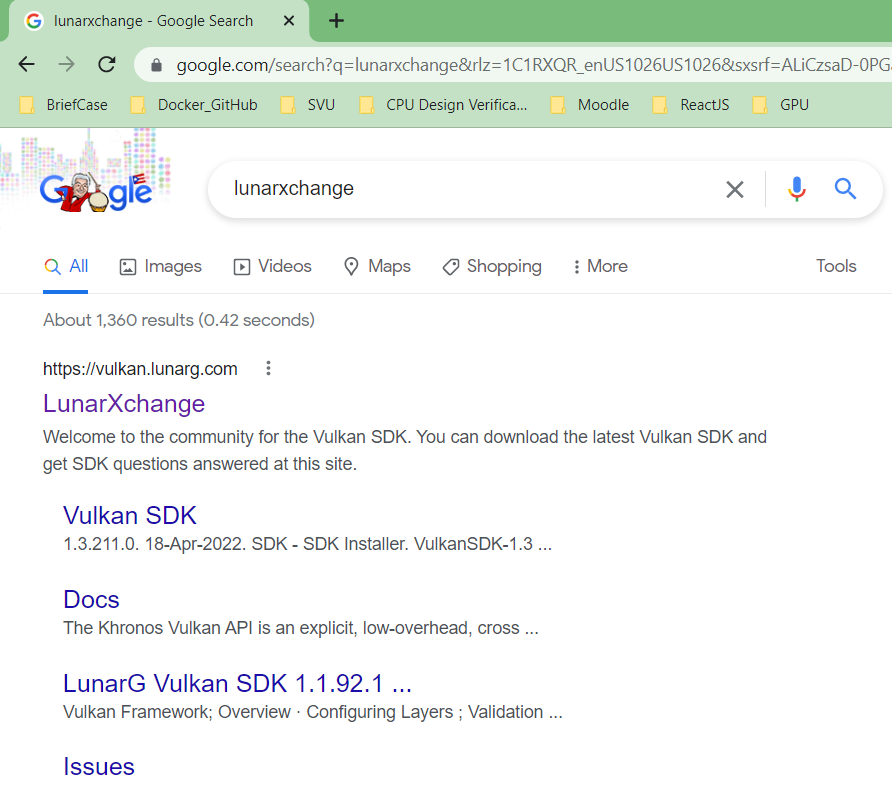 lunarxchange - Google Search
google.com/search?q=lunarxchange&rlz=1C1RXQR_enUS1026US1026&sxsrf=ALiCzsaD-0PG
BriefCase Docker_GitHub SVU CPU Design Verifica... Moodle ReactJS GPU
Google lunarxchange
All Images Videos Maps Shopping More Tools
About 1,360 results (0.42 seconds)
https://vulkan.lunarg.com
LunarXchange
Welcome to the community for the Vulkan SDK. You can download the latest Vulkan SDK and
get SDK questions answered at this site.
Vulkan SDK
1.3.211.0. 18-Apr-2022. SDK - SDK Installer. VulkanSDK-1.3 ...
Docs
The Khronos Vulkan API is an explicit, low-overhead, cross ...
LunarG Vulkan SDK 1.1.92.1 ...
Vulkan Framework; Overview · Configuring Layers ; Validation ...
Issues